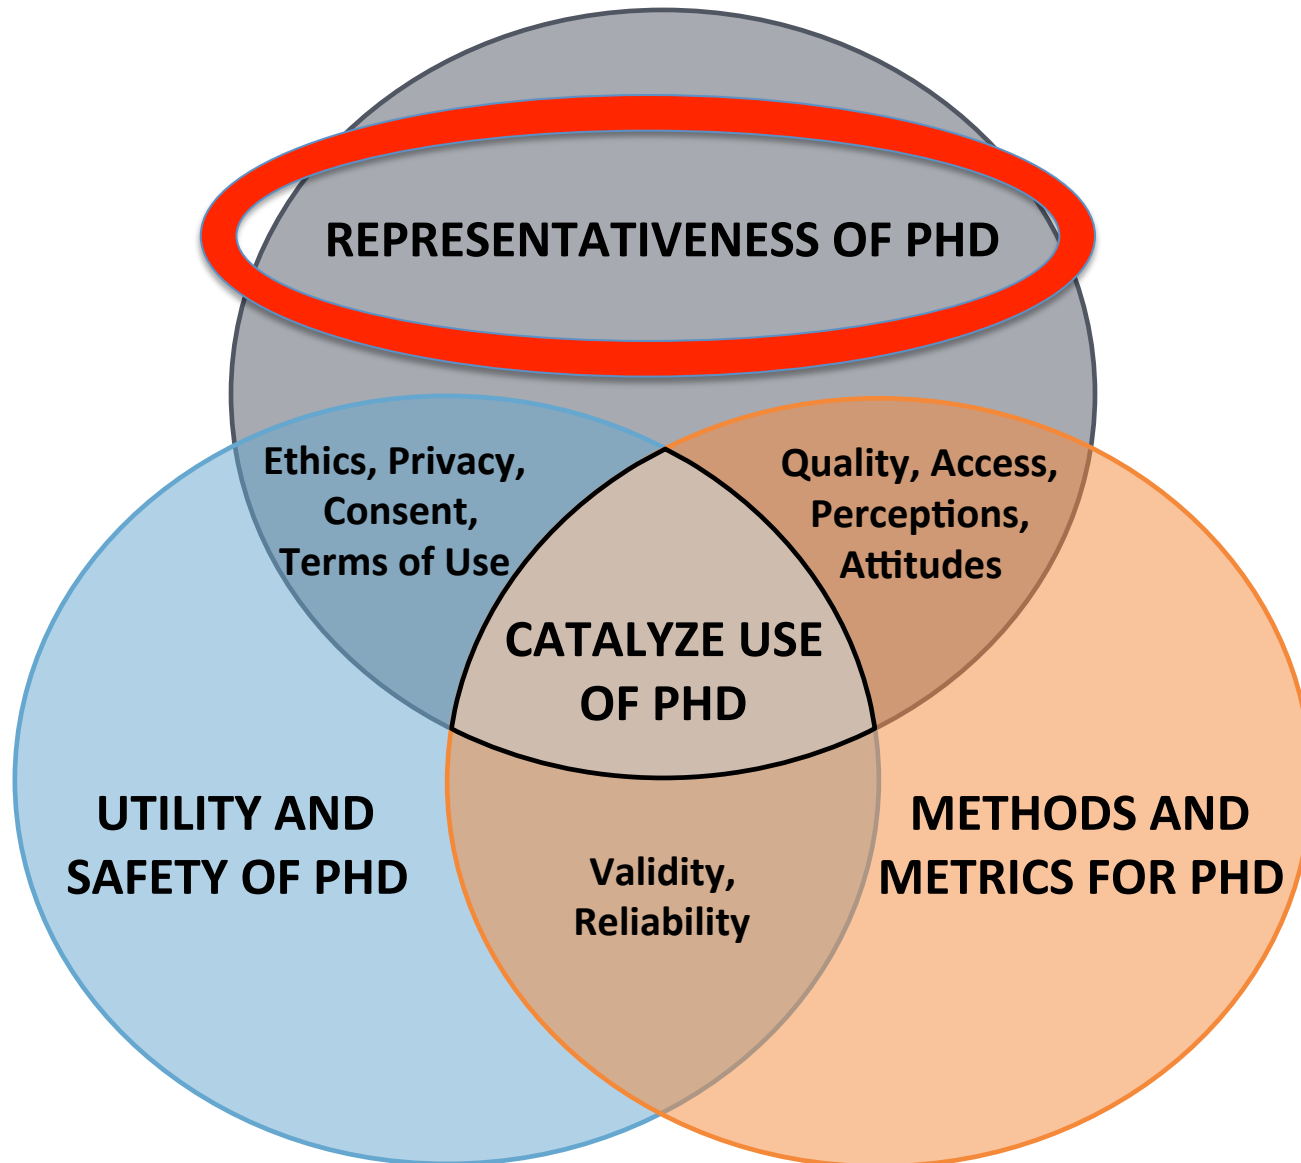 REPRESENTATIVENESS OF PHD
Ethics, Privacy,
Consent,
Terms of Use
Quality, Access,
Perceptions,
Attitudes
CATALYZE USE
OF PHD
UTILITY AND
SAFETY OF PHD
METHODS AND
METRICS FOR PHD
Validity,
Reliability